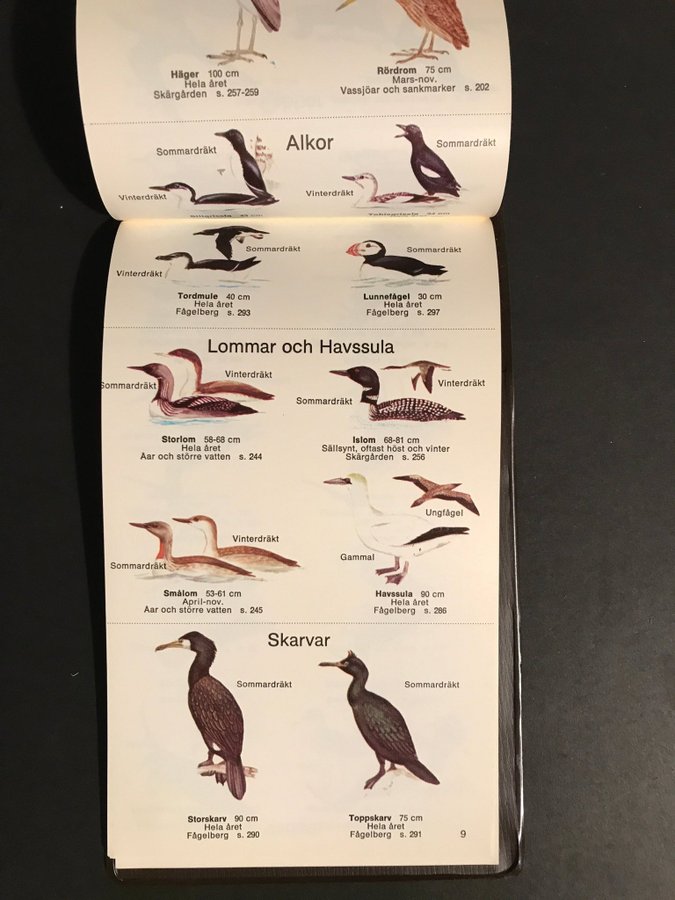 Häger 100 cm
Hela året
Skärgården s. 257-259
Rördrom 75 cm
Mars-nov.
Vassjöar och sankmarker s. 202
Alkor
Sommardräkt
Sommardräkt
Vinterdräkt
Vinterdräkt
Sillgrissla
Tobisgrissla
Sommardräkt
Sommardräkt
Vinterdräkt
Tordmule 40 cm
Hela året
Fågelberg s. 293
Lunnefågel 30 cm
Hela året
Fågelberg s. 297
Lommar och Havssula
Vinterdräkt
Sommardräkt
Vinterdräkt
Sommardräkt
Storlom 58-68 cm
Hela året
Åar och större vatten s. 244
Islom 68-81 cm
Sällsynt, oftast höst och vinter
Skärgården s. 256
Ungfågel
Vinterdräkt
Sommardräkt
Gammal
Smålom 53-61 cm
April-nov.
Åar och större vatten s. 245
Havssula 90 cm
Hela året
Fågelberg s. 286
Skarvar
Sommardräkt
Sommardräkt
Storskarv 90 cm
Hela året
Fågelberg s. 290
Toppskarv 75 cm
Hela året
Fågelberg s. 291
9